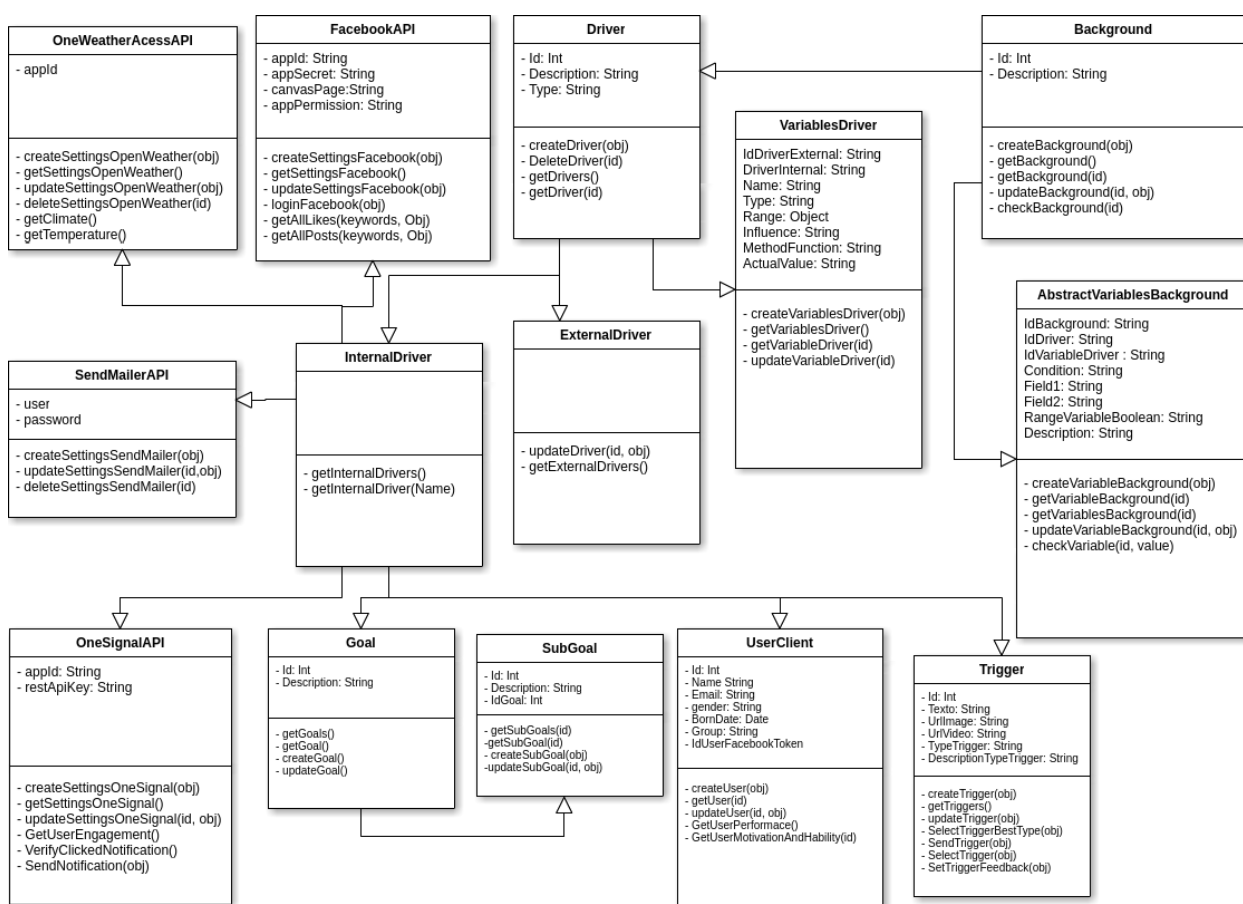 OneWeatherAcessAPI
- appId
- createSettingsOpenWeather(obj)
- getSettingsOpenWeather()
- updateSettingsOpenWeather(obj)
- deleteSettingsOpenWeather(id)
- getClimate()
- getTemperature()
FacebookAPI
- appId: String
- appSecret: String
- canvasPage:String
- appPermission: String
- createSettingsFacebook(obj)
- getSettingsFacebook()
- updateSettingsFacebook(obj)
- loginFacebook(obj)
- getAllLikes(keywords, Obj)
- getAllPosts(keywords, Obj)
Driver
- Id: Int
- Description: String
- Type: String
- createDriver(obj)
- DeleteDriver(id)
- getDrivers()
- getDriver(id)
VariablesDriver
IdDriverExternal: String
DriverInternal: String
Name: String
Type: String
Range: Object
Influence: String
MethodFunction: String
ActualValue: String
- createVariablesDriver(obj)
- getVariablesDriver()
- getVariableDriver(id)
- updateVariableDriver(id)
Background
- Id: Int
- Description: String
- createBackground(obj)
- getBackground()
- getBackground(id)
- updateBackground(id, obj)
- checkBackground(id)
AbstractVariablesBackground
IdBackground: String
IdDriver: String
IdVariableDriver : String
Condition: String
Field1: String
Field2: String
RangeVariableBoolean: String
Description: String
- createVariableBackground(obj)
- getVariableBackground(id)
- getVariablesBackground(id)
- updateVariableBackground(id, obj)
- checkVariable(id, value)
SendMailerAPI
- user
- password
- createSettingsSendMailer(obj)
- updateSettingsSendMailer(id,obj)
- deleteSettingsSendMailer(id)
InternalDriver
- getInternalDrivers()
- getInternalDriver(Name)
ExternalDriver
- updateDriver(id, obj)
- getExternalDrivers()
OneSignalAPI
- appId: String
- restApiKey: String
- createSettingsOneSignal(obj)
- getSettingsOneSignal()
- updateSettingsOneSignal(id, obj)
- GetUserEngagement()
- VerifyClickedNotification()
- SendNotification(obj)
Goal
- Id: Int
- Description: String
- getGoals()
- getGoal()
- createGoal()
- updateGoal()
SubGoal
- Id: Int
- Description: String
- IdGoal: Int
- getSubGoals(id)
-getSubGoal(id)
- createSubGoal(obj)
-updateSubGoal(id, obj)
UserClient
- Id: Int
- Name String
- Email: String
- gender: String
- BornDate: Date
- Group: String
- IdUserFacebookToken
- createUser(obj)
- getUser(id)
- updateUser(id, obj)
- GetUserPerformace()
- GetUserMotivationAndHability(id)
Trigger
- Id: Int
- Texto: String
- UrlImage: String
- UrlVideo: String
- TypeTrigger: String
- DescriptionTypeTrigger: String
- createTrigger(obj)
- getTriggers()
- updateTrigger(obj)
- SelectTriggerBestType(obj)
- SendTrigger(obj)
- SelectTrigger(obj)
- SetTriggerFeedback(obj)